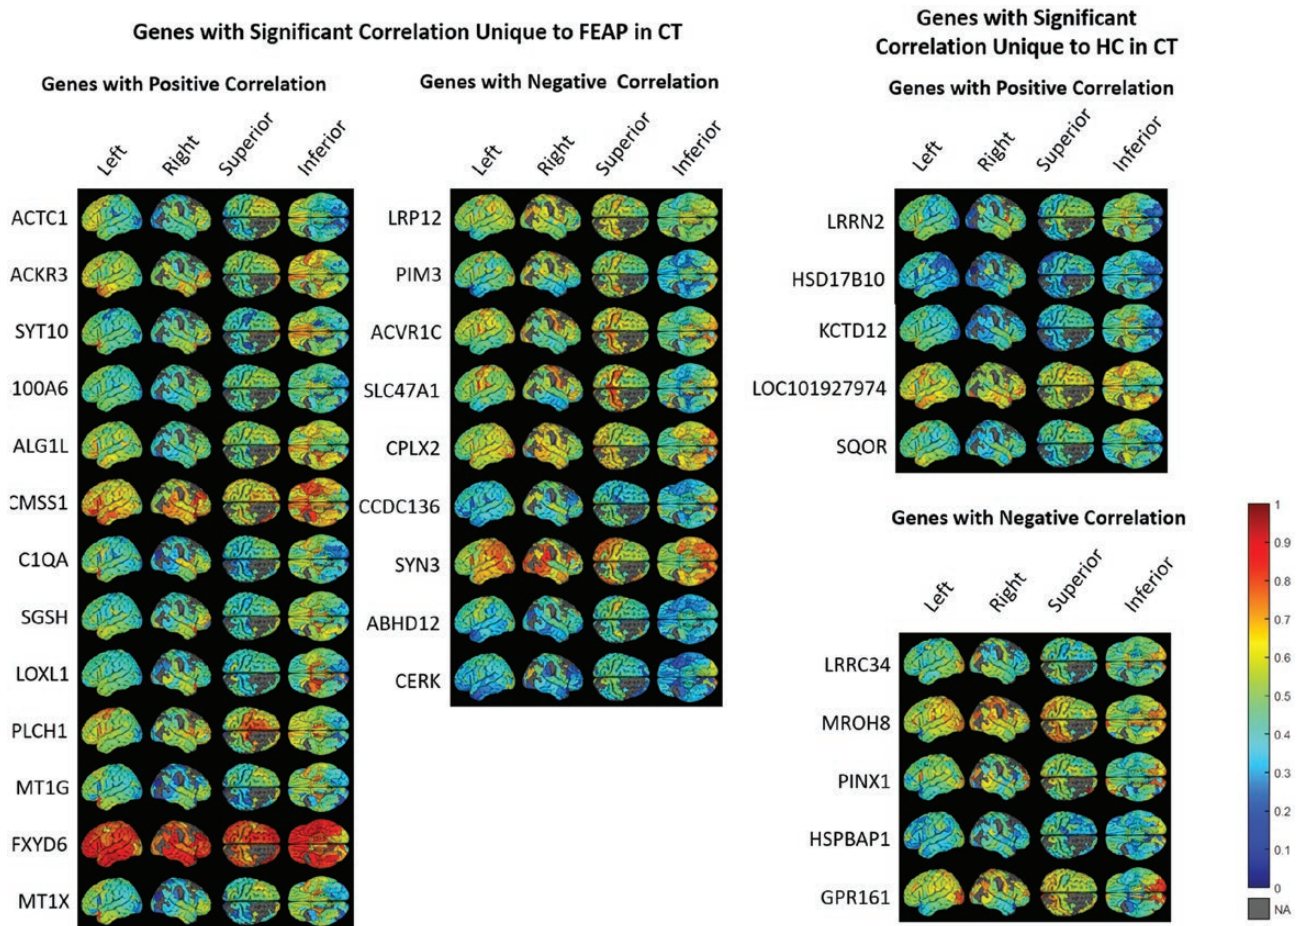 Genes with Significant Correlation Unique to FEAP in CT
Genes with Positive Correlation
Left
Right
Superior
Inferior
ACTC1
ACKR3
SYT10
100A6
ALG1L
CMSS1
C1QA
SGSH
LOXL1
PLCH1
MT1G
FXYD6
MT1X
Genes with Negative Correlation
Left
Right
Superior
Inferior
LRP12
PIM3
ACVR1C
SLC47A1
CPLX2
CCDC136
SYN3
ABHD12
CERK
Genes with Significant
Correlation Unique to HC in CT
Genes with Positive Correlation
Left
Right
Superior
Inferior
LRRN2
HSD17B10
KCTD12
LOC101927974
SQOR
Genes with Negative Correlation
Left
Right
Superior
Inferior
LRRC34
MROH8
PINX1
HSPBAP1
GPR161
1
0.9
0.8
0.7
0.6
0.5
0.4
0.3
0.2
0.1
0
NA